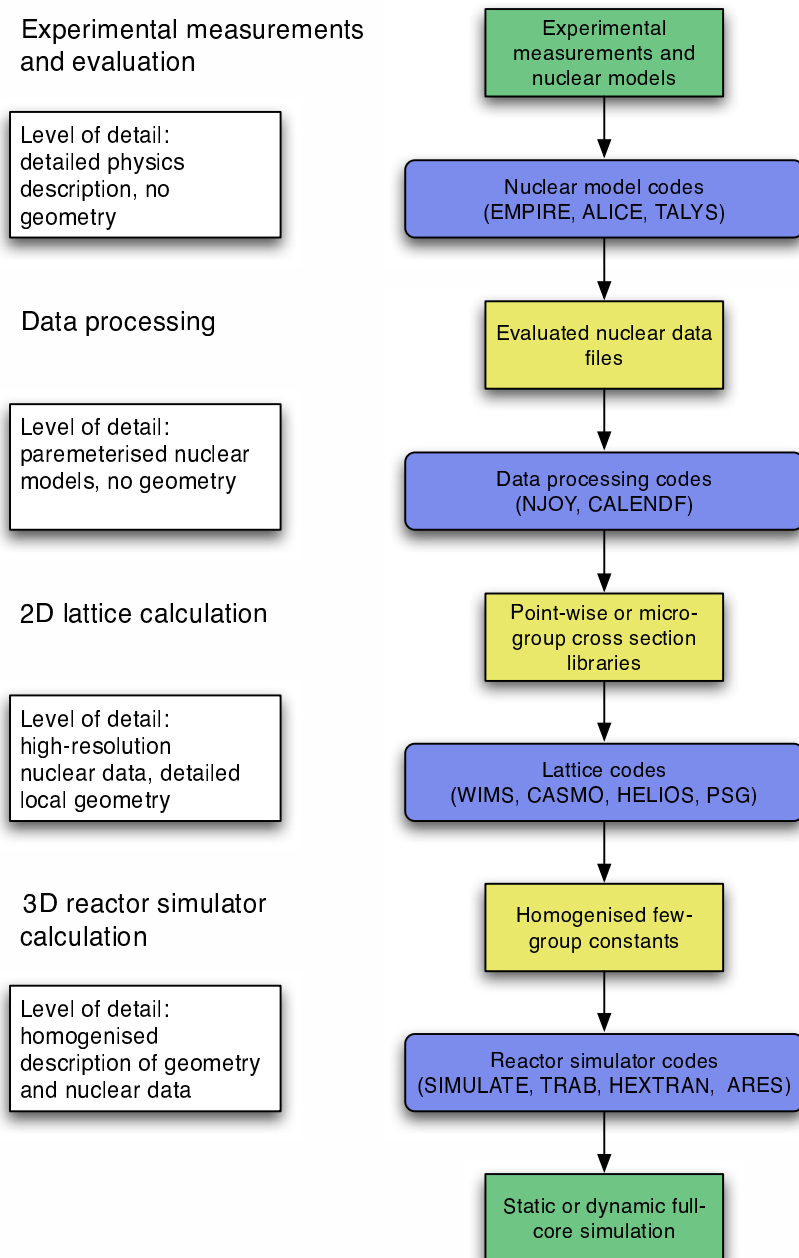 Experimental measurements
and evaluation
Experimental
measurements and
nuclear models
Level of detail:
detailed physics
description, no
geometry
Nuclear model codes
(EMPIRE, ALICE, TALYS)
Data processing
Evaluated nuclear data
files
Level of detail:
paremeterised nuclear
models, no geometry
Data processing codes
(NJOY, CALENDF)
2D lattice calculation
Point-wise or micro-
group cross section
libraries
Level of detail:
high-resolution
nuclear data, detailed
local geometry
Lattice codes
(WIMS, CASMO, HELIOS, PSG)
3D reactor simulator
calculation
Homogenised few-
group constants
Level of detail:
homogenised
description of geometry
and nuclear data
Reactor simulator codes
(SIMULATE, TRAB, HEXTRAN, ARES)
Static or dynamic full-
core simulation